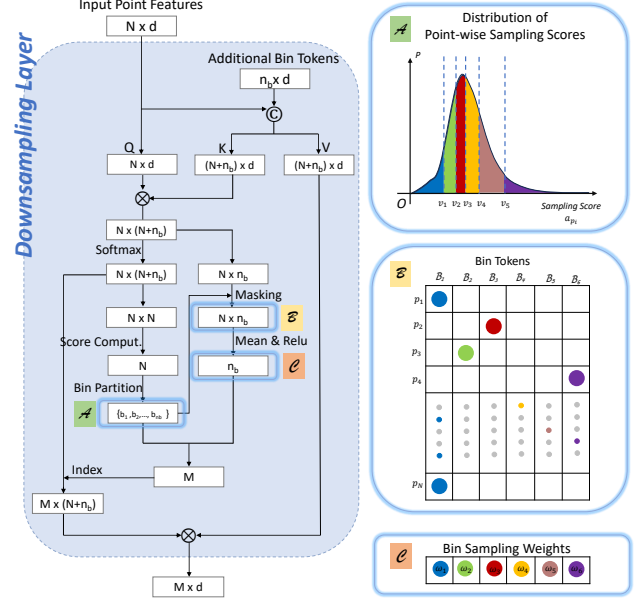 Input Point Features
N x d
Downsampling Layer
Additional Bin Tokens
n_b x d
©
Q
K
V
N x d
(N+n_b) x d
(N+n_b) x d
⊗
N x (N+n_b)
Softmax
N x (N+n_b)
N x n_b
Masking
N x N
N x n_b
ℬ
Score Comput.
Mean & Relu
N
n_b
𝒞
Bin Partition
𝒜
{b_1, b_2,..., b_nb }
Index
M
M x (N+n_b)
⊗
M x d
𝒜
Distribution of
Point-wise Sampling Scores
P
O
v_1 v_2 v_3 v_4 v_5
Sampling Score
a_{p_i}
ℬ
Bin Tokens
ℬ_1 ℬ_2 ℬ_3 ℬ_4 ℬ_5 ℬ_6
p_1
p_2
p_3
p_4
p_N
𝒞
Bin Sampling Weights
ω_1 ω_2 ω ω_4 ω_5 ω_6